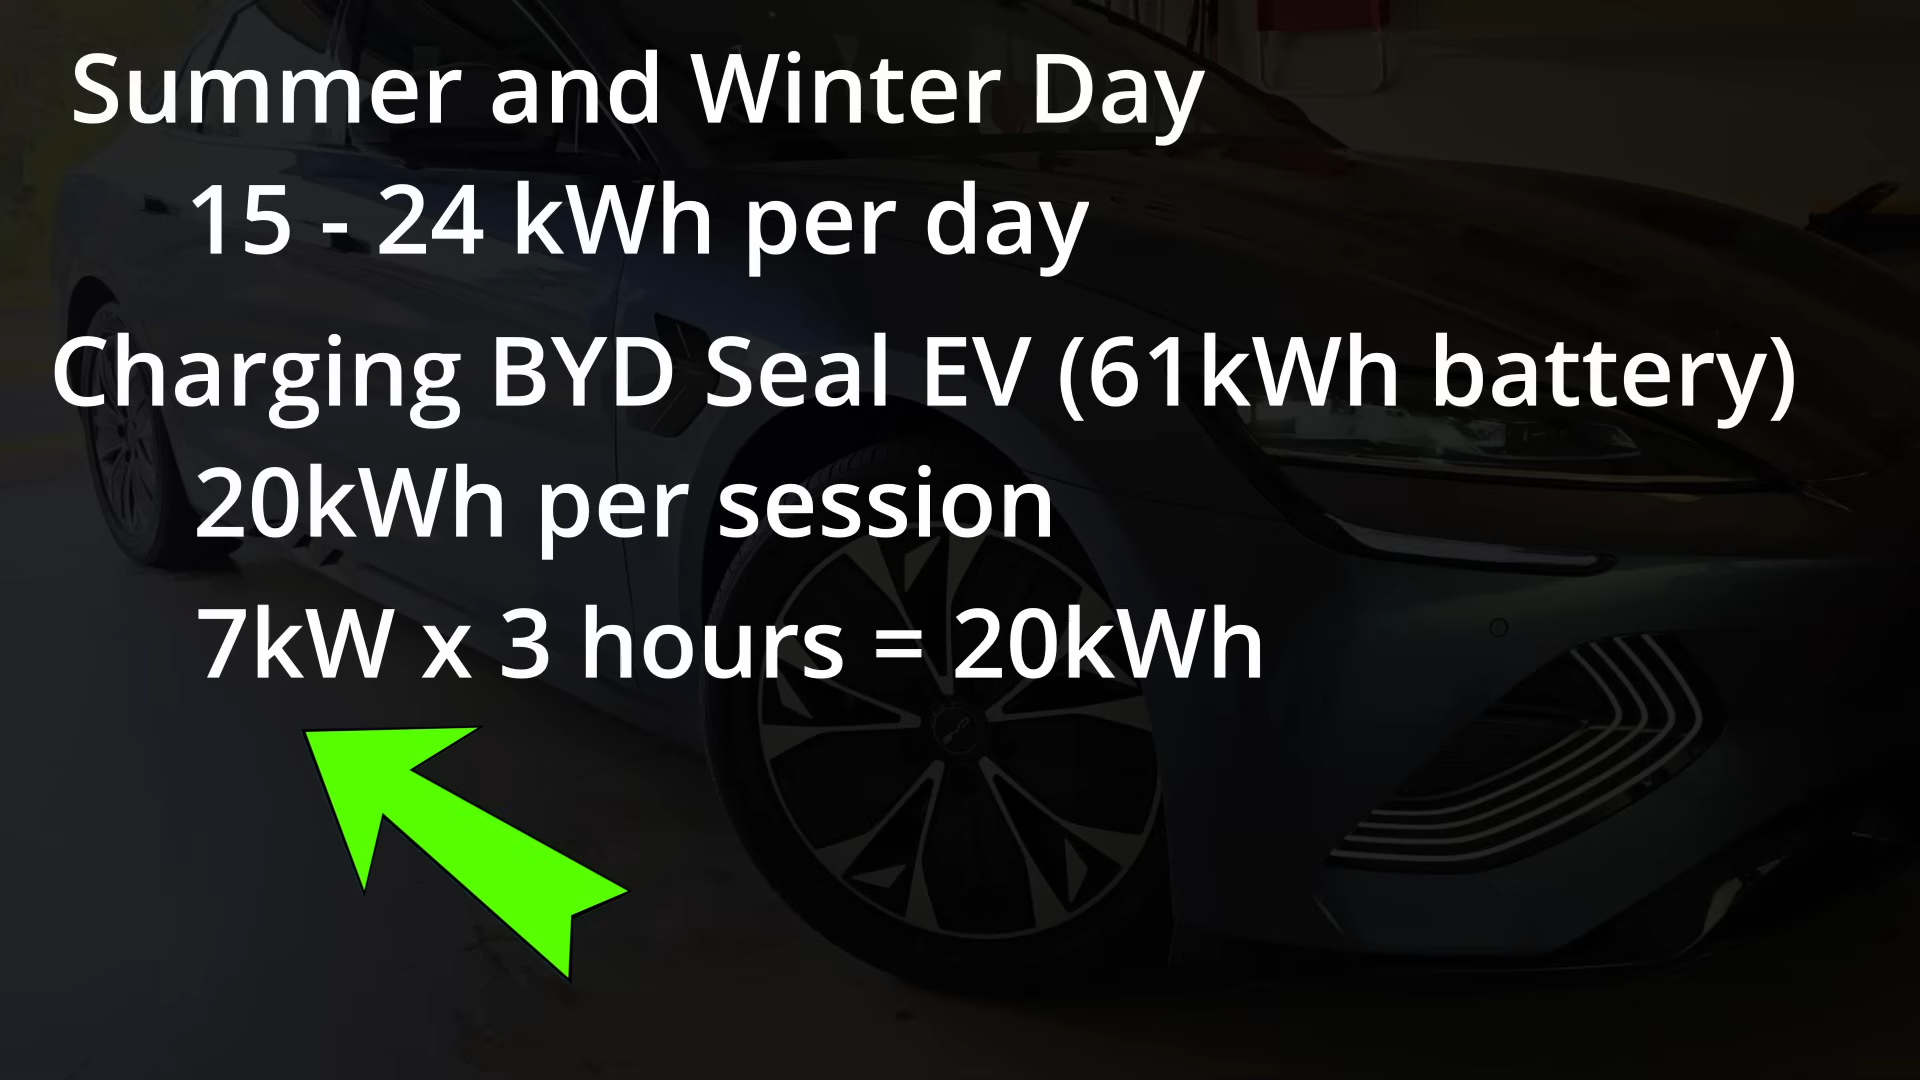 Summer and Winter Day
15 - 24 kWh per day
Charging BYD Seal EV (61kWh battery)
20kWh per session
7kW x 3 hours = 20kWh